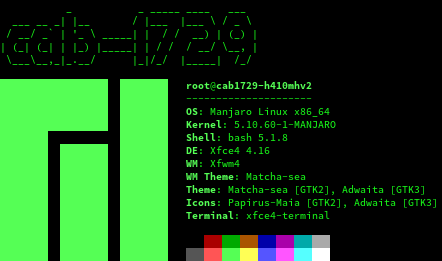 cab-1729
root@cab1729-h410mhv2
---------------------
OS: Manjaro Linux x86_64
Kernel: 5.10.60-1-MANJARO
Shell: bash 5.1.8
DE: Xfce4 4.16
WM: Xfwm4
WM Theme: Matcha-sea
Theme: Matcha-sea [GTK2], Adwaita [GTK3]
Icons: Papirus-Maia [GTK2], Adwaita [GTK3]
Terminal: xfce4-terminal